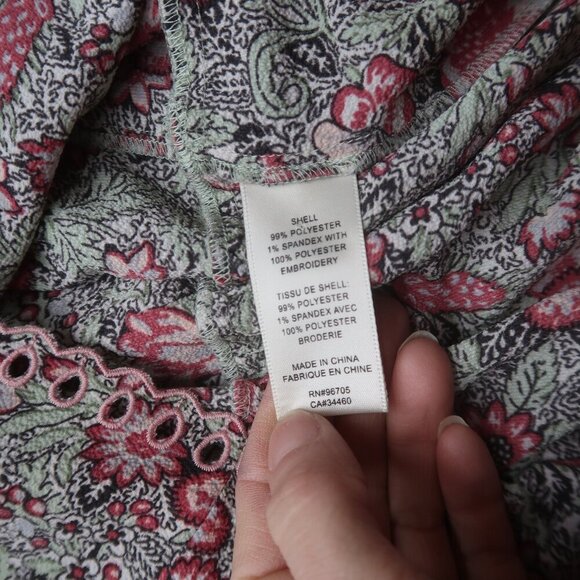 SHELL
99% POLYESTER
1% SPANDEX WITH
100% POLYESTER
EMBROIDERY
TISSU DE SHELL:
99% POLYESTER
1% SPANDEX AVEC
100% POLYESTER
BRODERIE
MADE IN CHINA
FABRIQUE EN CHINE
RN#96705
CA#34460